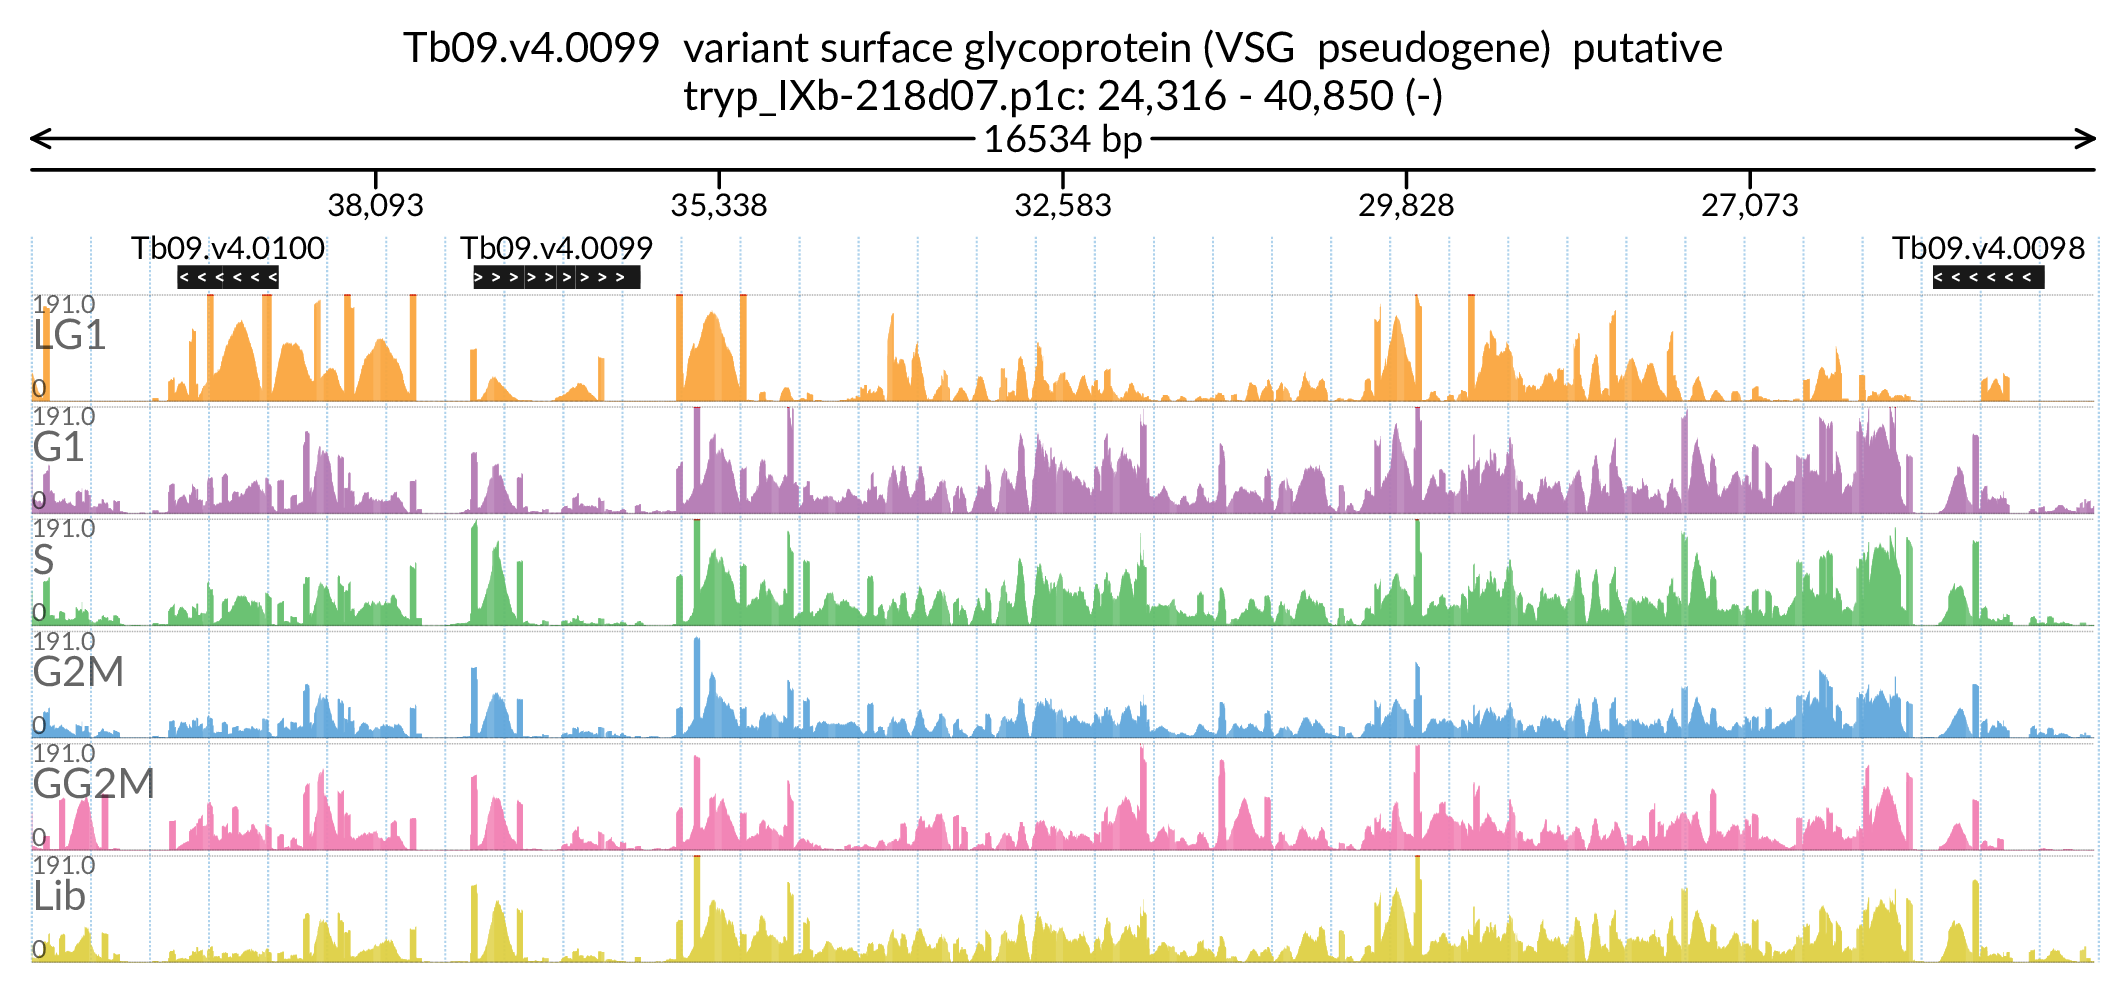 Tb09.v4.0099 variant surface glycoprotein (VSG pseudogene) putative
tryp_IXb-218d07.p1c: 24,316 - 40,850 (-)
16534 bp
38,093 35,338 32,583 29,828 27,073
Tb09.v4.0100 Tb09.v4.0099 Tb09.v4.0098
< < < < < < > > > > > > > > > < < < < < <
191.0
LG1
0
191.0
G1
0
191.0
S
0
191.0
G2M
0
191.0
GG2M
0
191.0
Lib
0